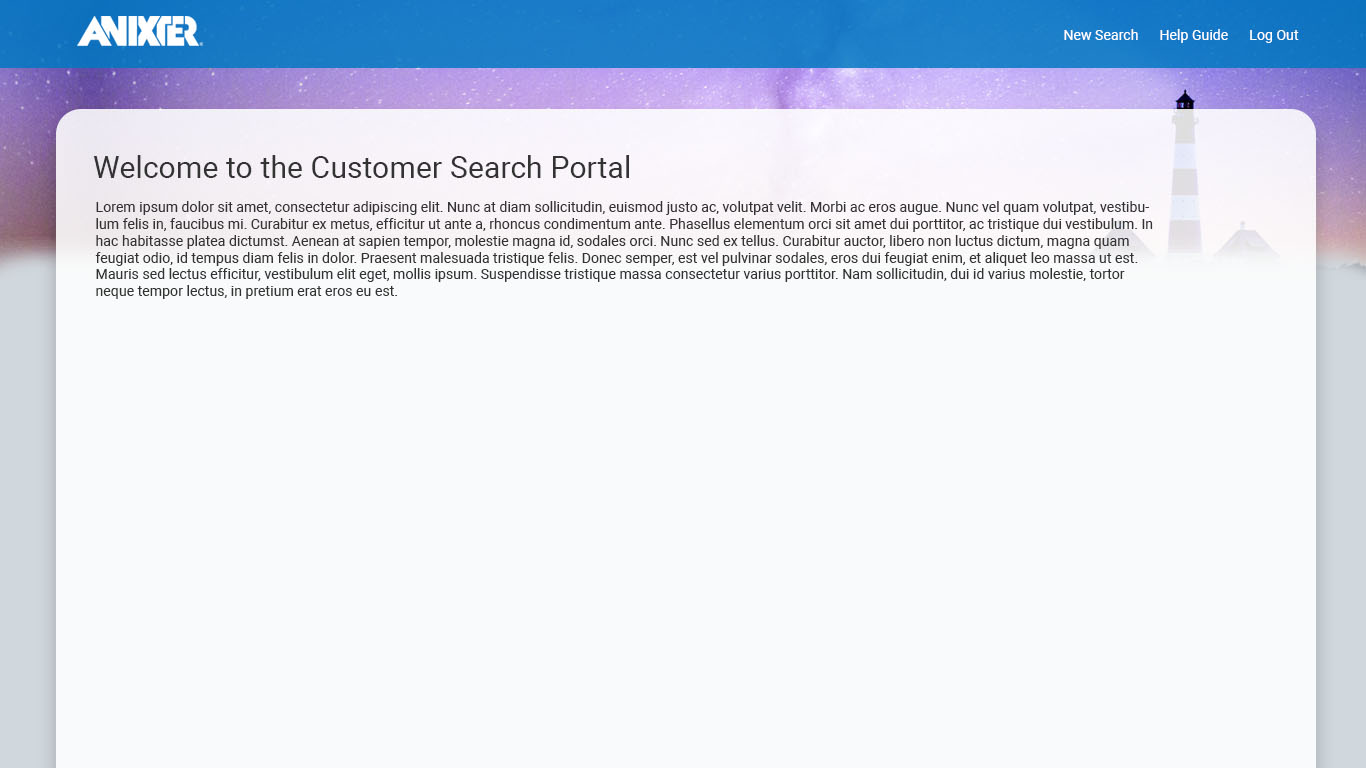 ANIXTER
New Search Help Guide Log Out
Welcome to the Customer Search Portal
Lorem ipsum dolor sit amet, consectetur adipiscing elit. Nunc at diam sollicitudin, euismod justo ac, volutpat velit. Morbi ac eros augue. Nunc vel quam volutpat, vestibu-
lum felis in, faucibus mi. Curabitur ex metus, efficitur ut ante a, rhoncus condimentum ante. Phasellus elementum orci sit amet dui porttitor, ac tristique dui vestibulum. In
hac habitasse platea dictumst. Aenean at sapien tempor, molestie magna id, sodales orci. Nunc sed ex tellus. Curabitur auctor, libero non luctus dictum, magna quam
feugiat odio, id tempus diam felis in dolor. Praesent malesuada tristique felis. Donec semper, est vel pulvinar sodales, eros dui feugiat enim, et aliquet leo massa ut est.
Mauris sed lectus efficitur, vestibulum elit eget, mollis ipsum. Suspendisse tristique massa consectetur varius porttitor. Nam sollicitudin, dui id varius molestie, tortor
neque tempor lectus, in pretium erat eros eu est.